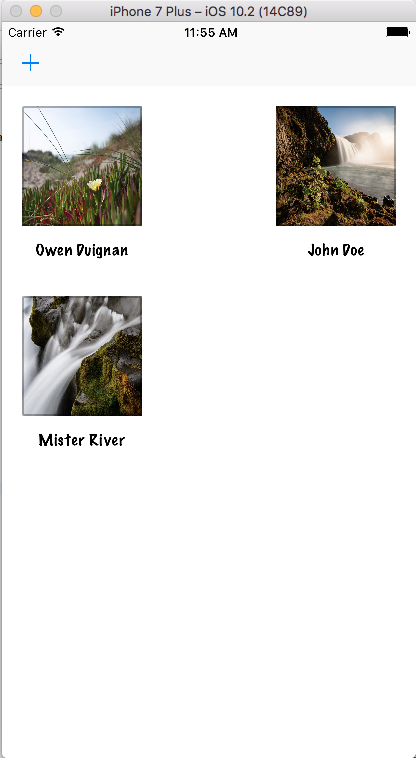 iPhone 7 Plus – iOS 10.2 (14C89)
Carrier 11:55 AM
Owen Duignan John Doe
Mister River